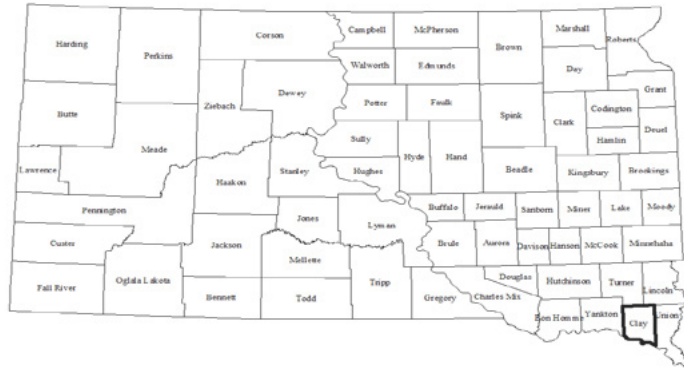 Harding
Perkins
Corson
Campbell
McPherson
Brown
Marshall
Roberts
Walworth
Edmunds
Day
Butte
Ziebach
Dewey
Potter
Faulk
Spink
Clark
Codington
Grant
Hamlin
Deuel
Meade
Sully
Hyde
Hand
Lawrence
Haakon
Stanley
Hughes
Beadle
Kingsbury
Brookings
Pennington
Jones
Lyman
Buffalo
Jerauld
Sanborn
Miner
Lake
Moody
Custer
Jackson
Brule
Aurora
Davison
Hanson
McCook
Minnehaha
Mellette
Fall River
Oglala Lakota
Bennett
Todd
Tripp
Gregory
Charles Mix
Douglas
Hutchinson
Turner
Lincoln
Bon Homme
Yankton
Clay
Union